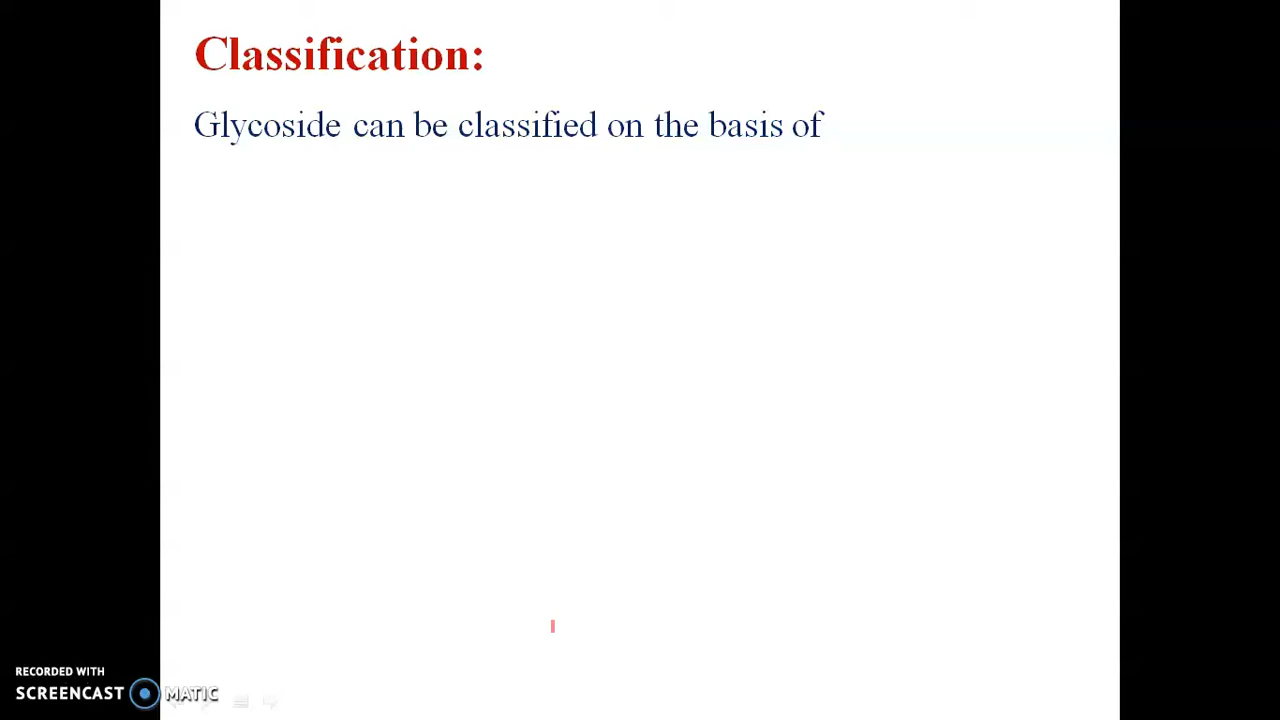 Classification:
Glycoside can be classified on the basis of
RECORDED WITH
SCREENCAST MATIC